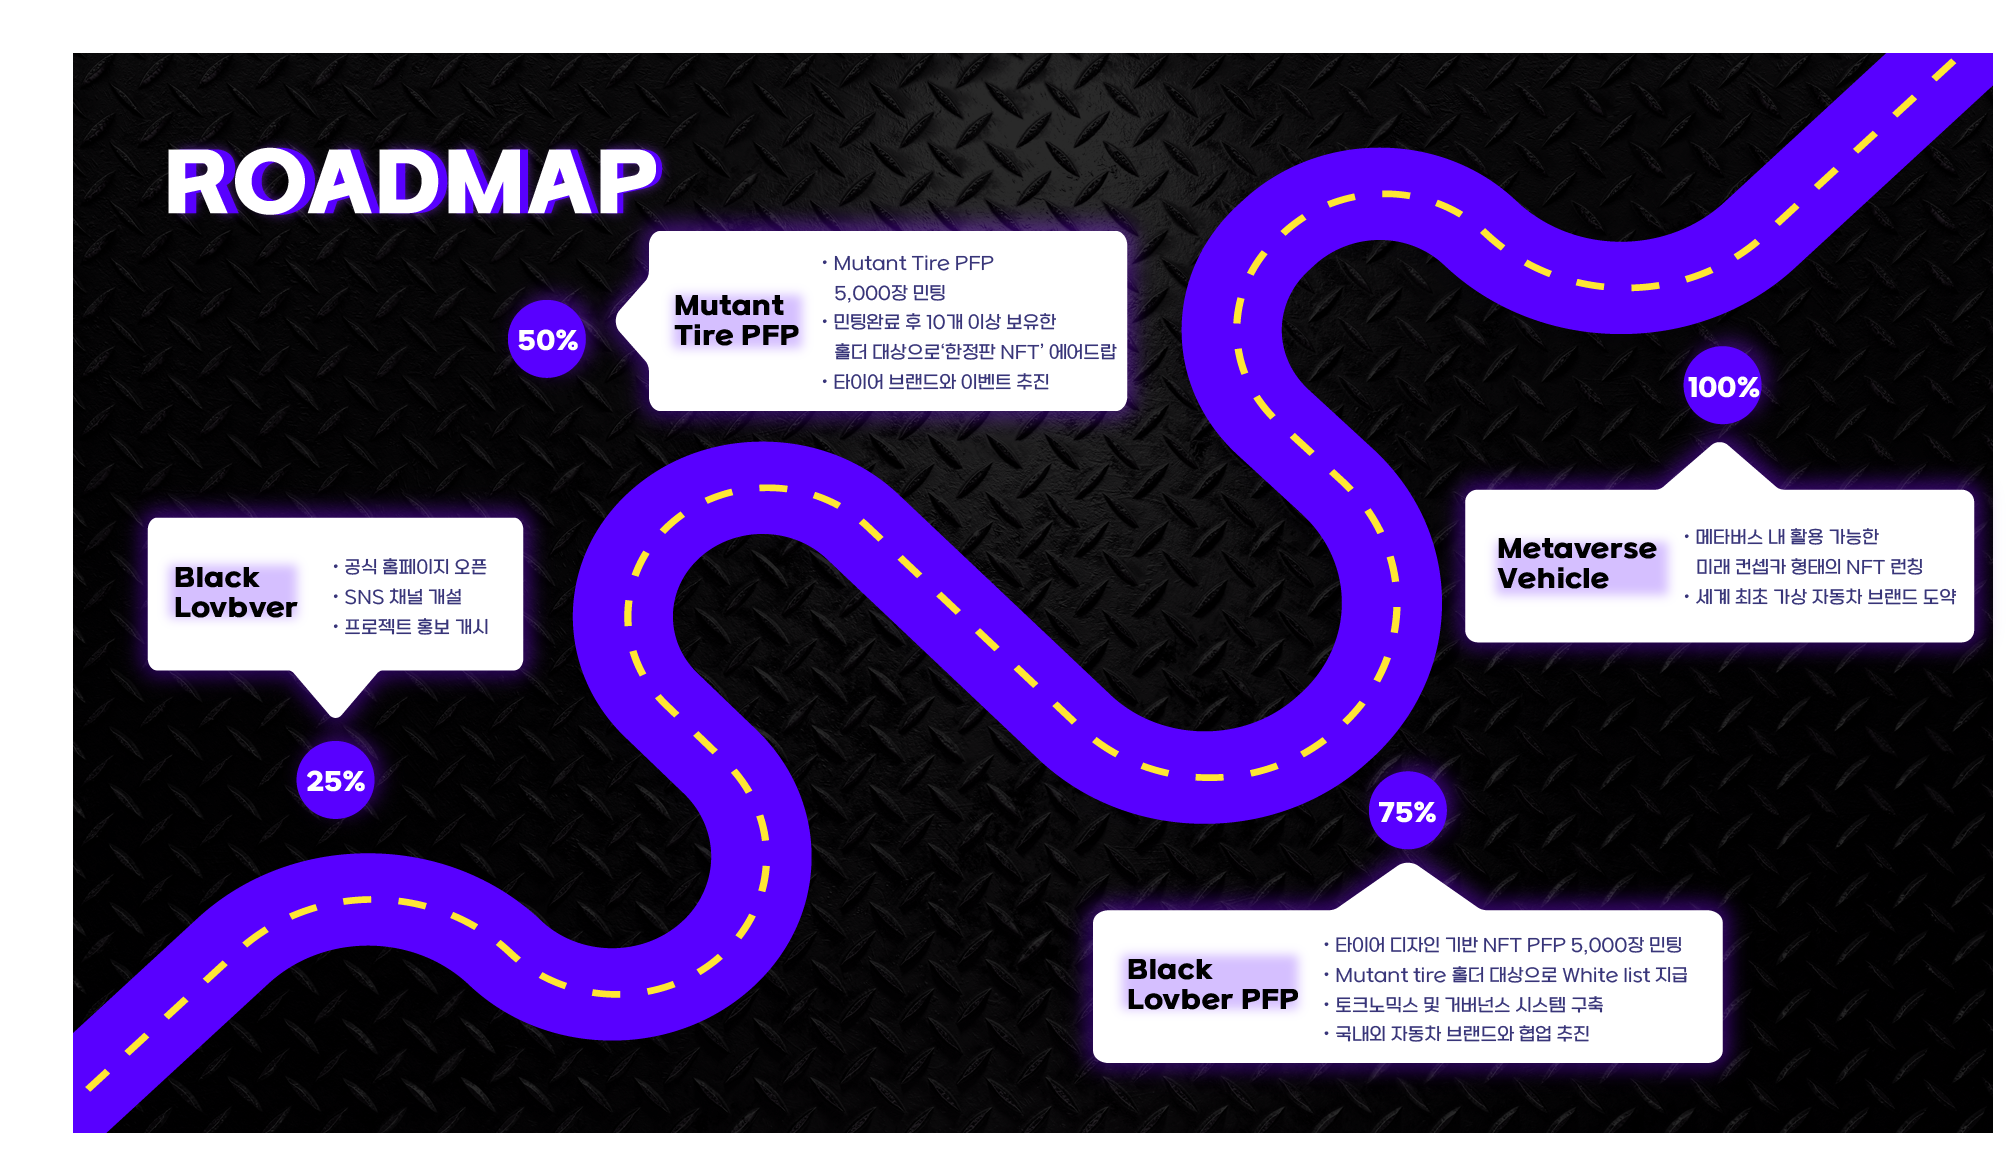 ROADMAP
50%
Mutant
Tire PFP
• Mutant Tire PFP
5,000장 민팅
• 민팅완료 후 10개 이상 보유한
홀더 대상으로‘한정판 NFT’ 에어드랍
• 타이어 브랜드와 이벤트 추진
100%
Metaverse
Vehicle
• 메타버스 내 활용 가능한
미래 컨셉카 형태의 NFT 런칭
• 세계 최초 가상 자동차 브랜드 도약
Black
Lovbver
• 공식 홈페이지 오픈
• SNS 채널 개설
• 프로젝트 홍보 개시
25%
75%
Black
Lovber PFP
• 타이어 디자인 기반 NFT PFP 5,000장 민팅
• Mutant tire 홀더 대상으로 White list 지급
• 토크노믹스 및 거버넌스 시스템 구축
• 국내외 자동차 브랜드와 협업 추진